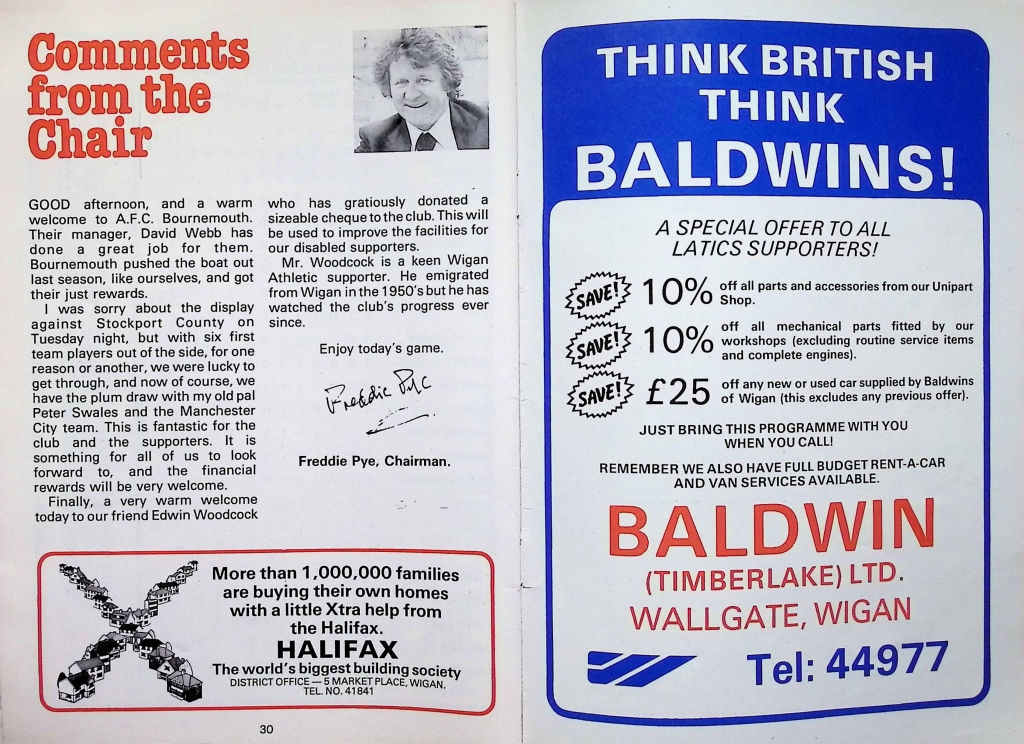 Comments
from the
Chair
GOOD afternoon, and a warm
welcome to A.F.C. Bournemouth.
Their manager, David Webb has
done a great job for them.
Bournemouth pushed the boat out
last season, like ourselves, and got
their just rewards.
I was sorry about the display
against Stockport County on
Tuesday night, but with six first
team players out of the side, for one
reason or another, we were lucky to
get through, and now of course, we
have the plum draw with my old pal
Peter Swales and the Manchester
City team. This is fantastic for the
club and the supporters. It is
something for all of us to look
forward to, and the financial
rewards will be very welcome.
Finally, a very warm welcome
today to our friend Edwin Woodcock
who has gratiously donated a
sizeable cheque to the club. This will
be used to improve the facilities for
our disabled supporters.
Mr. Woodcock is a keen Wigan
Athletic supporter. He emigrated
from Wigan in the 1950's but he has
watched the club's progress ever
since.
Enjoy today's game.
Freddie Pye
Freddie Pye, Chairman.
More than 1,000,000 families
are buying their own homes
with a little Xtra help from
the Halifax.
HALIFAX
The world's biggest building society
DISTRICT OFFICE — 5 MARKET PLACE, WIGAN.
TEL. NO. 41841
30
THINK BRITISH
THINK
BALDWINS!
A SPECIAL OFFER TO ALL
LATICS SUPPORTERS!
SAVE! 10% off all parts and accessories from our Unipart
Shop.
SAVE! 10% off all mechanical parts fitted by our
workshops (excluding routine service items
and complete engines).
SAVE! £25 off any new or used car supplied by Baldwins
of Wigan (this excludes any previous offer).
JUST BRING THIS PROGRAMME WITH YOU
WHEN YOU CALL!
REMEMBER WE ALSO HAVE FULL BUDGET RENT-A-CAR
AND VAN SERVICES AVAILABLE.
BALDWIN
(TIMBERLAKE) LTD.
WALLGATE, WIGAN
Tel: 44977